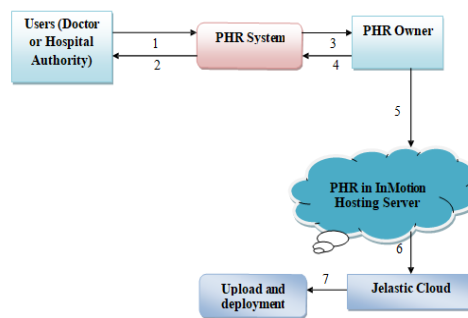 Users (Doctor
or Hospital
Authority)
1
2
PHR System
3
4
PHR Owner
5
PHR in InMotion
Hosting Server
6
Jelastic Cloud
7
Upload and
deployment